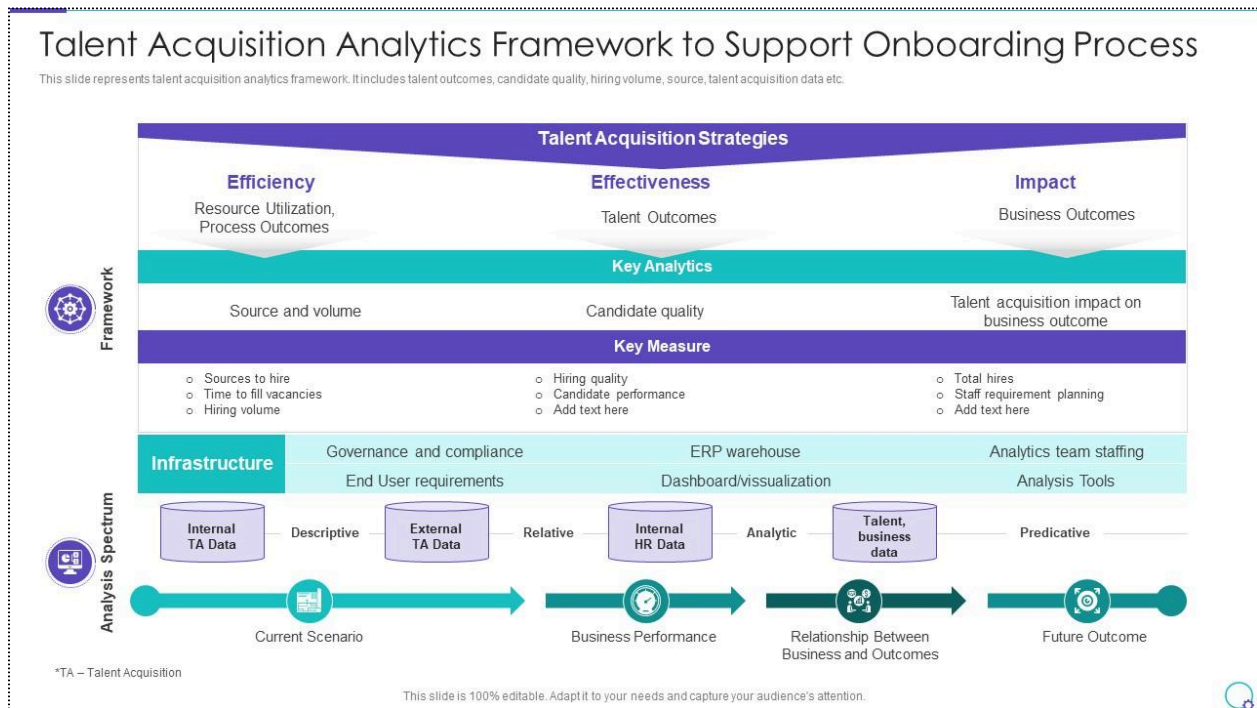 Talent Acquisition Analytics Framework to Support Onboarding Process
This slide represents talent acquisition analytics framework. It includes talent outcomes, candidate quality, hiring volume, source, talent acquisition data etc.
Talent Acquisition Strategies
Efficiency
Effectiveness
Impact
Resource Utilization,
Process Outcomes
Talent Outcomes
Business Outcomes
Framework
Key Analytics
Source and volume
Candidate quality
Talent acquisition impact on
business outcome
Key Measure
o Sources to hire
o Time to fill vacancies
o Hiring volume
o Hiring quality
o Candidate performance
o Add text here
o Total hires
o Staff requirement planning
o Add text here
Infrastructure
Governance and compliance
ERP warehouse
Analytics team staffing
End User requirements
Dashboard/vissualization
Analysis Tools
Analysis Spectrum
Internal
TA Data
Descriptive
External
TA Data
Relative
Internal
HR Data
Analytic
Talent,
business
data
Predicative
Current Scenario
Business Performance
Relationship Between
Business and Outcomes
Future Outcome
*TA – Talent Acquisition
This slide is 100% editable. Adapt it to your needs and capture your audience's attention.